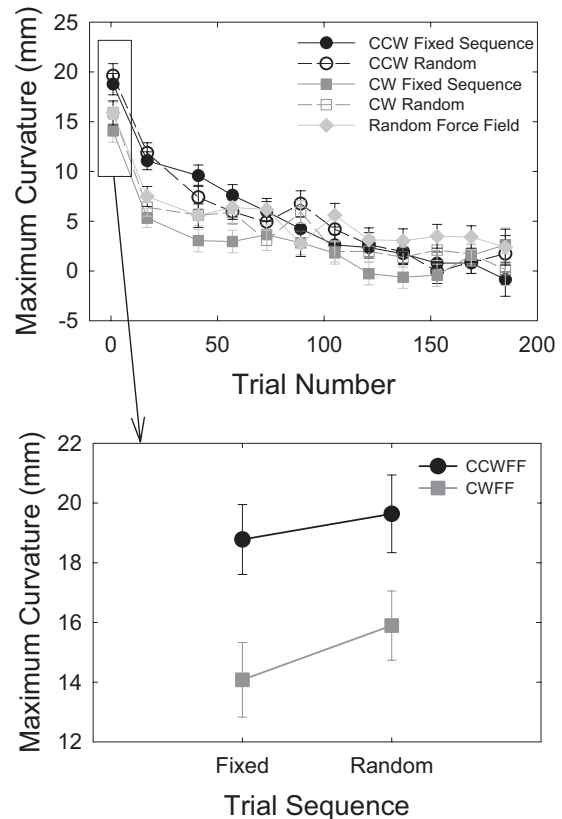 Maximum Curvature (mm)
25
20
15
10
5
0
-5
CCW Fixed Sequence
CCW Random
CW Fixed Sequence
CW Random
Random Force Field
0
50
100
150
200
Trial Number
Maximum Curvature (mm)
22
20
18
16
14
12
CCWFF
CWFF
Fixed
Random
Trial Sequence